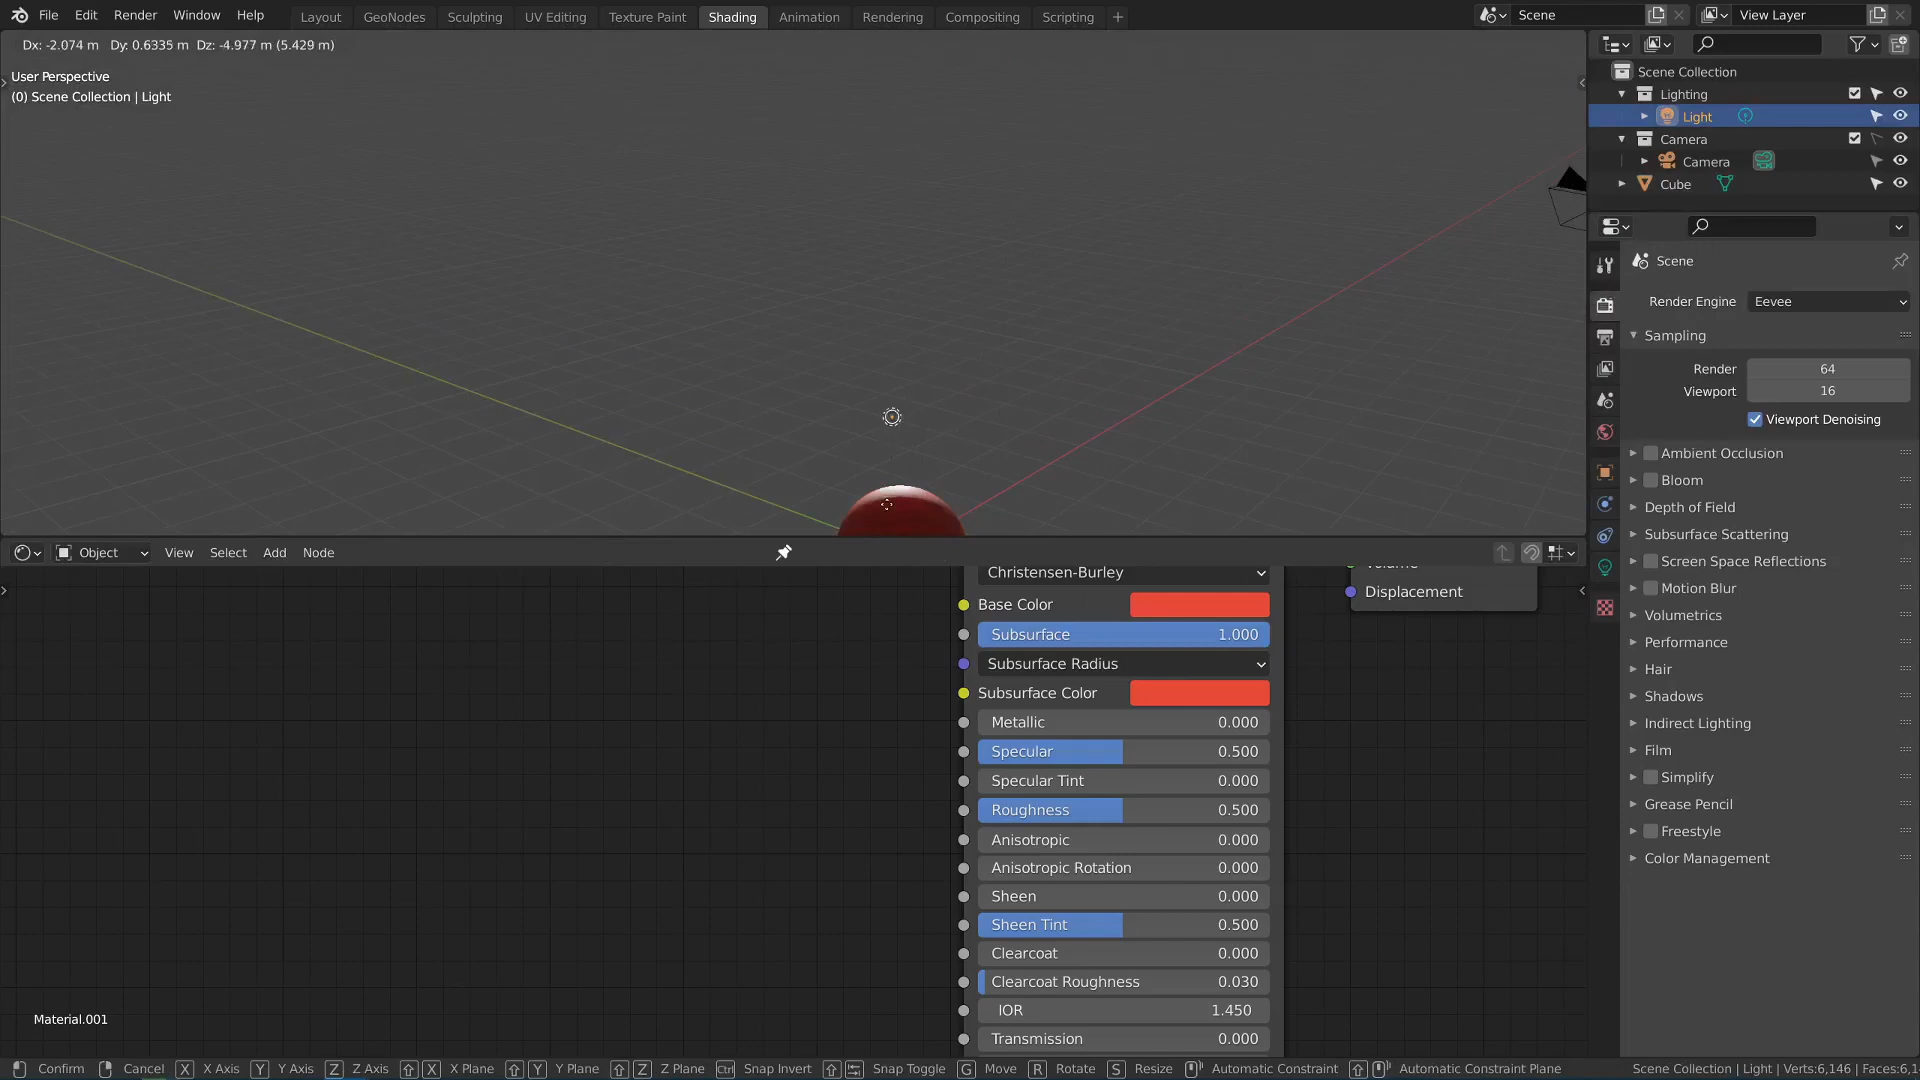 File Edit Render Window Help Layout GeoNodes Sculpting UV Editing Texture Paint Shading Animation Rendering Compositing Scripting + Scene View Layer
Dx: -2.074 m Dy: 0.6335 m Dz: -4.977 m (5.429 m)
User Perspective
(0) Scene Collection | Light
Scene Collection
Lighting
Light
Camera
Camera
Cube
Scene
Render Engine Eevee
Sampling
Render 64
Viewport 16
Viewport Denoising
Ambient Occlusion
Bloom
Depth of Field
Subsurface Scattering
Screen Space Reflections
Motion Blur
Volumetrics
Performance
Hair
Shadows
Indirect Lighting
Film
Simplify
Grease Pencil
Freestyle
Color Management
Object View Select Add Node
Christensen-Burley
Base Color
Subsurface 1.000
Subsurface Radius
Subsurface Color
Metallic 0.000
Specular 0.500
Specular Tint 0.000
Roughness 0.500
Anisotropic 0.000
Anisotropic Rotation 0.000
Sheen 0.000
Sheen Tint 0.500
Clearcoat 0.000
Clearcoat Roughness 0.030
IOR 1.450
Transmission 0.000
Volume
Displacement
Material.001
Confirm Cancel X X Axis Y Y Axis Z Z Axis X X Plane Y Y Plane Z Z Plane Ctrl Snap Invert Snap Toggle G Move R Rotate S Resize Automatic Constraint Automatic Constraint Plane Scene Collection | Light | Verts:6,146 | Faces:6,1